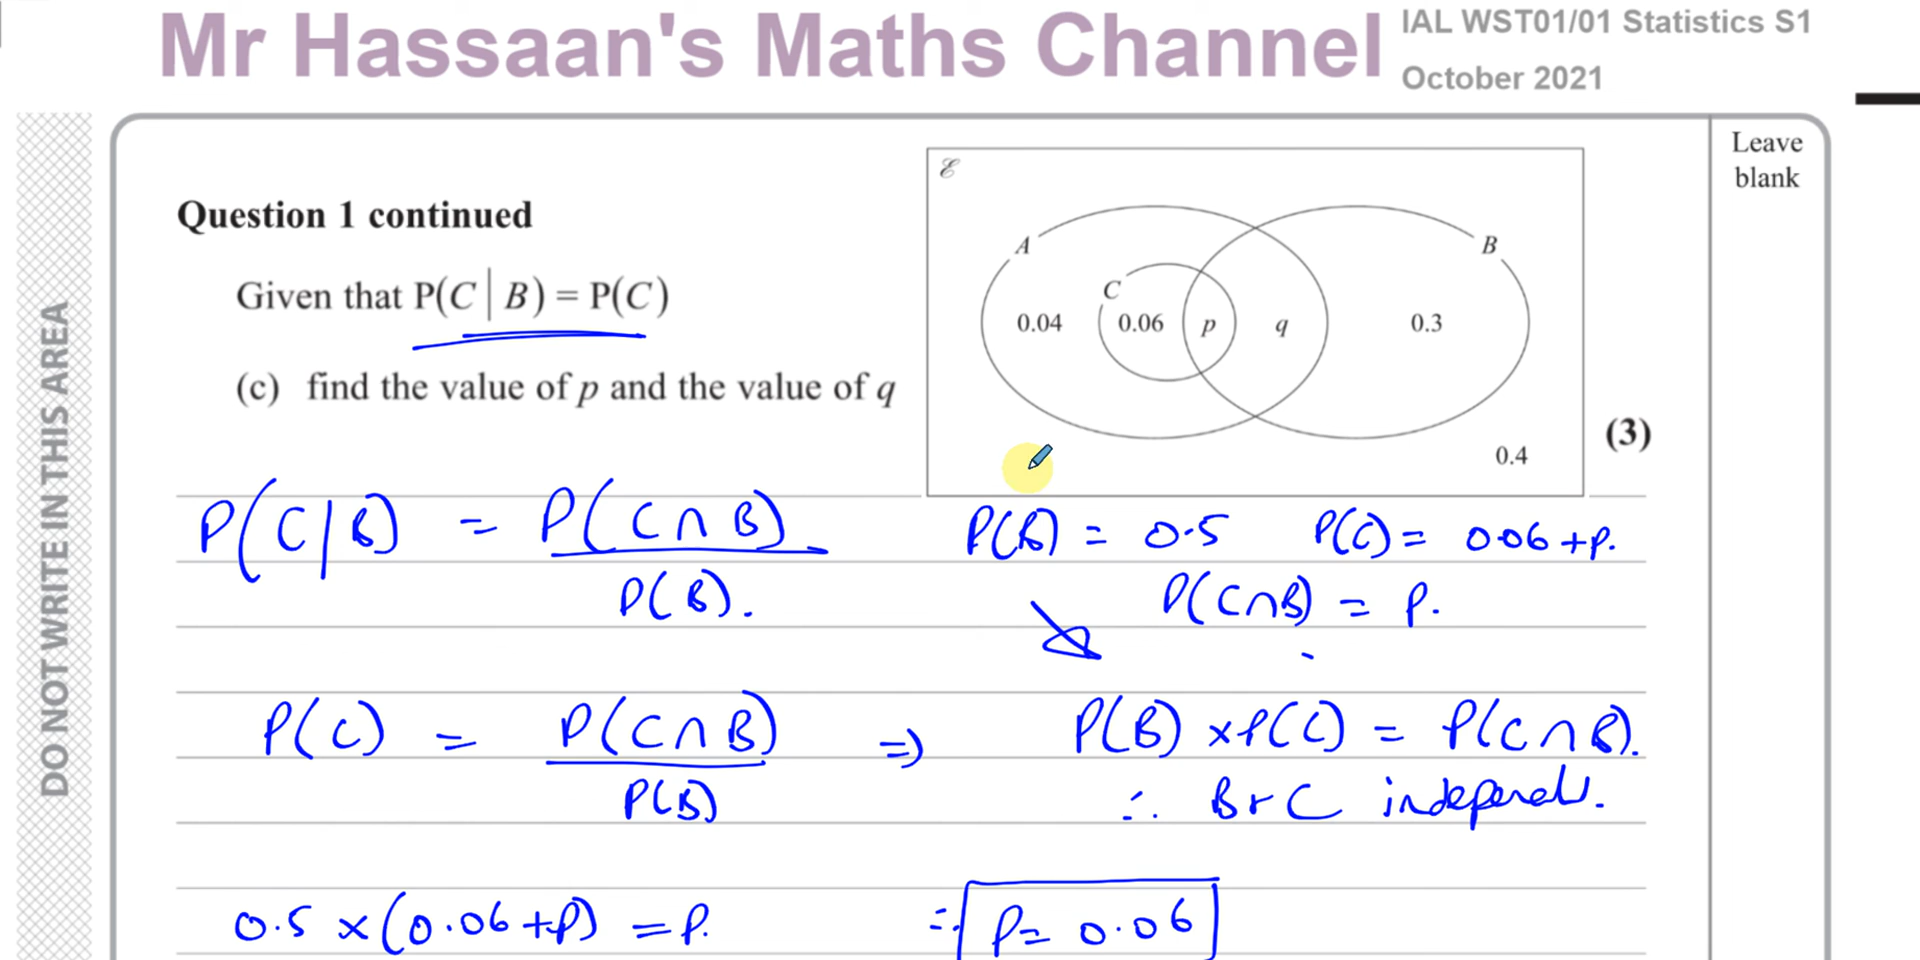 Mr Hassaan's Maths Channel
IAL WST01/01 Statistics S1
October 2021
Leave
blank
DO NOT WRITE IN THIS AREA
Question 1 continued
Given that P(C | B) = P(C)
(c) find the value of p and the value of q
(3)
ℰ
A
B
C
0.04
0.06
p
q
0.3
0.4
P(C|B) = P(C∩B)
P(B).
P(B) = 0.5 P(C) = 0.06+p.
P(C∩B) = p.
P(C) = P(C∩B)
P(B)
=> P(B) × P(C) = P(C∩B).
∴ B + C
0.5 × (0.06+p) = p.
∴ p = 0.06